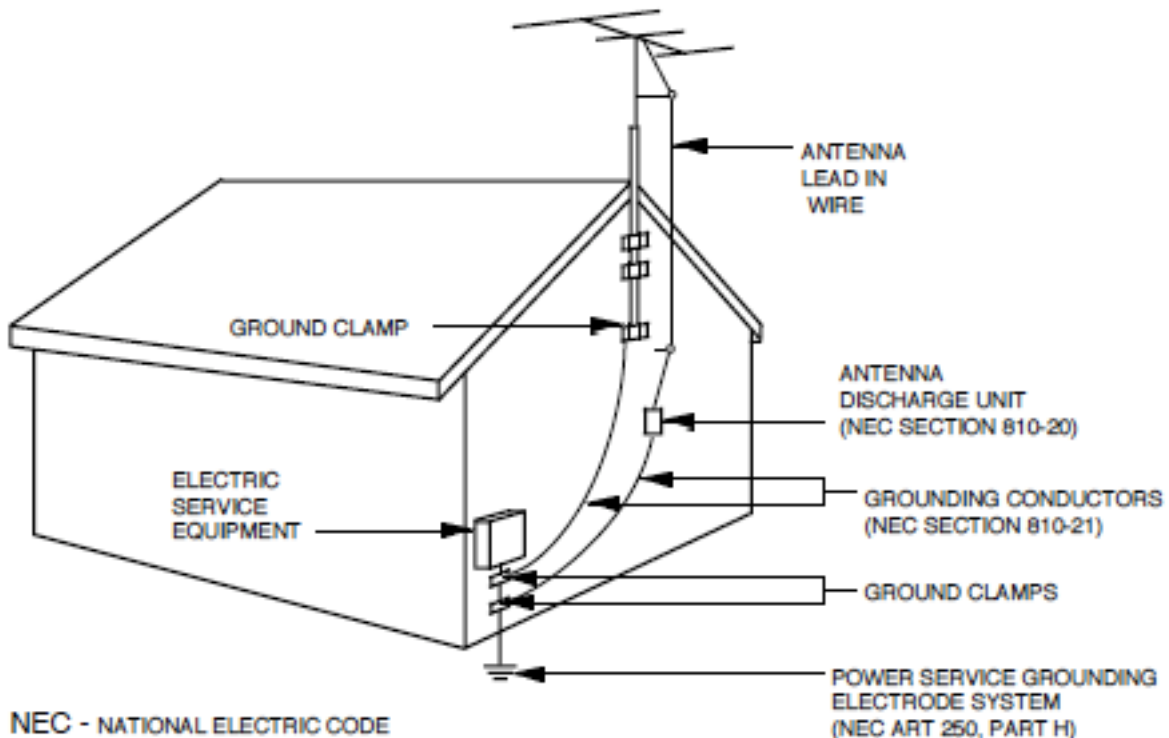 ANTENNA
LEAD IN
WIRE
GROUND CLAMP
ANTENNA
DISCHARGE UNIT
(NEC SECTION 810-20)
ELECTRIC
SERVICE
EQUIPMENT
GROUNDING CONDUCTORS
(NEC SECTION 810-21)
GROUND CLAMPS
POWER SERVICE GROUNDING
ELECTRODE SYSTEM
(NEC ART 250, PART H)
NEC - NATIONAL ELECTRIC CODE